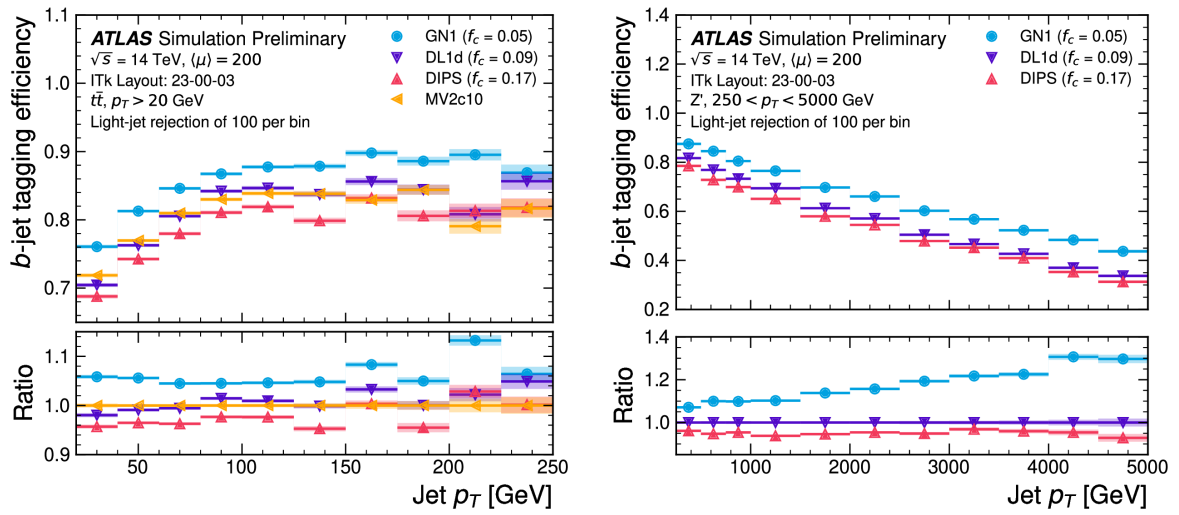 b-jet tagging efficiency
1.1
1.0
0.9
0.8
0.7
ATLAS Simulation Preliminary
√s = 14 TeV, ⟨μ⟩ = 200
ITk Layout: 23-00-03
tt̄, pT > 20 GeV
Light-jet rejection of 100 per bin
GN1 (fc = 0.05)
DL1d (fc = 0.09)
DIPS (fc = 0.17)
MV2c10
Ratio
1.1
1.0
0.9
50
100
150
200
250
Jet pT [GeV]
b-jet tagging efficiency
1.4
1.2
1.0
0.8
0.6
0.4
0.2
ATLAS Simulation Preliminary
√s = 14 TeV, ⟨μ⟩ = 200
ITk Layout: 23-00-03
Z', 250 < pT < 5000 GeV
Light-jet rejection of 100 per bin
GN1 (fc = 0.05)
DL1d (fc = 0.09)
DIPS (fc = 0.17)
Ratio
1.4
1.2
1.0
1000
2000
3000
4000
5000
Jet pT [GeV]